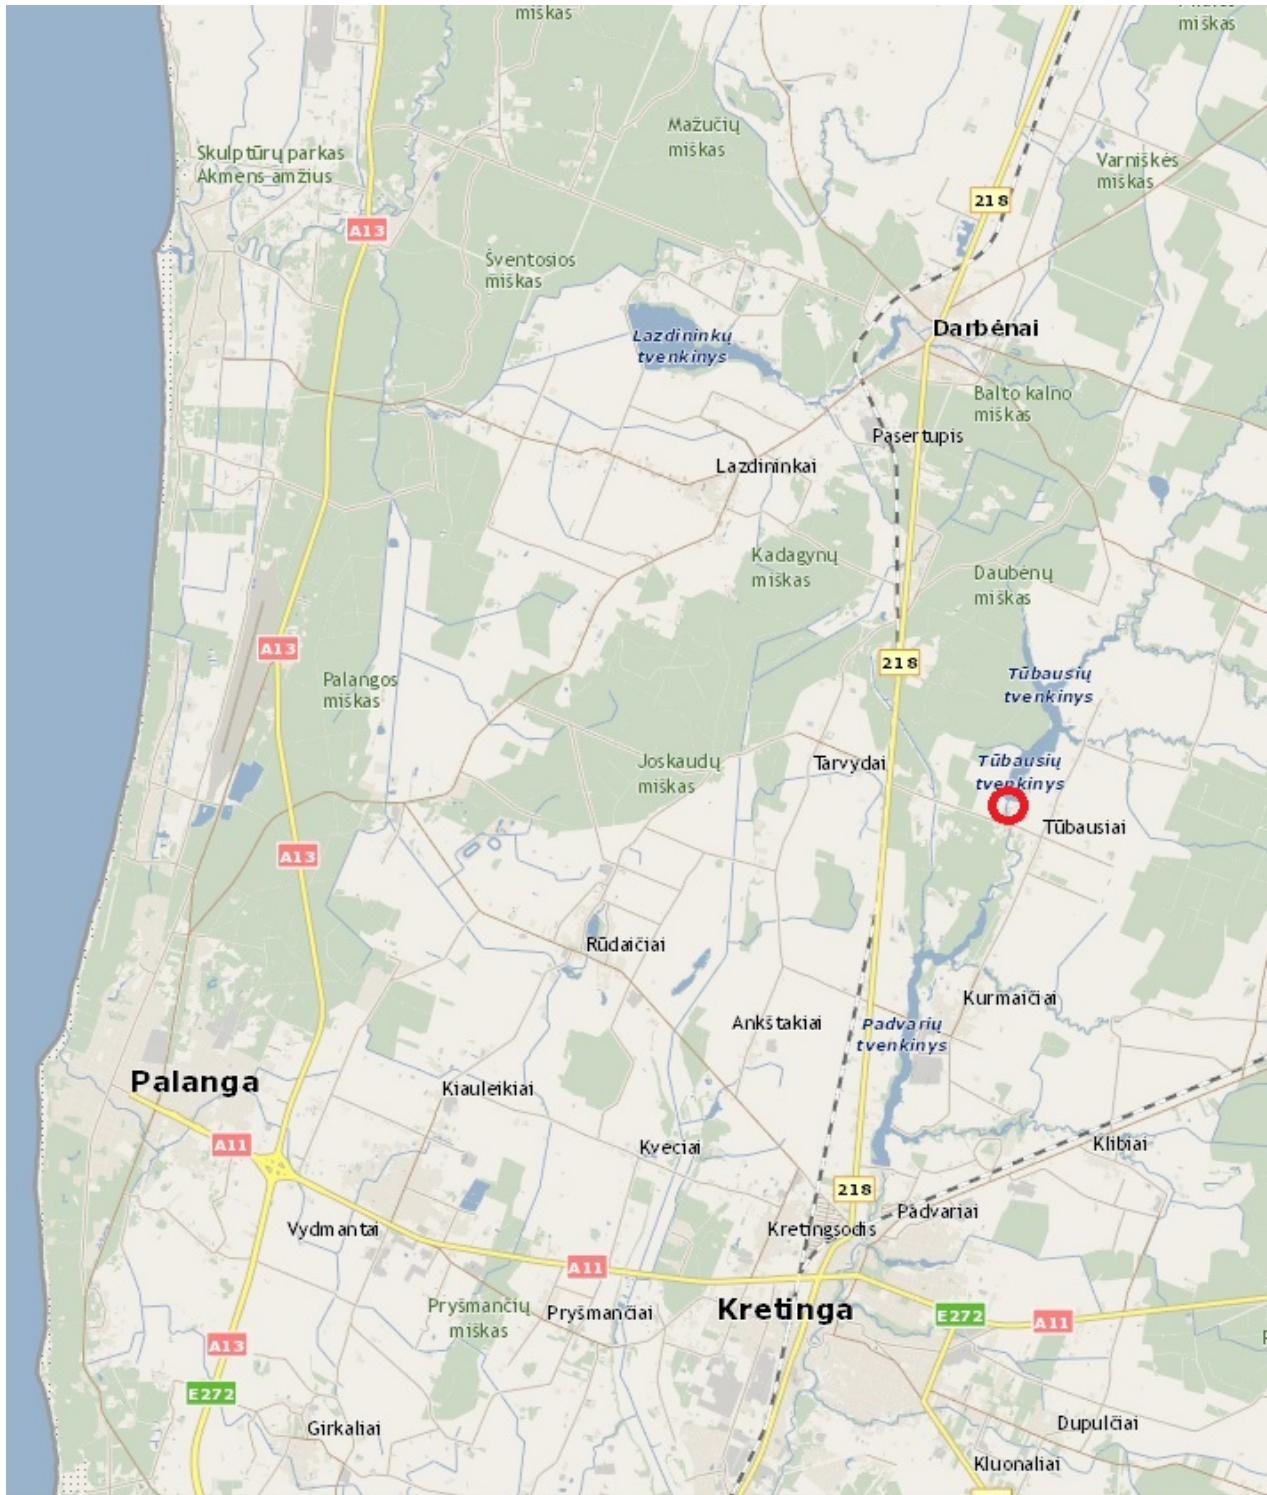 miškas
miškas
Mažučių
miškas
Skulptūrų parkas
Akmens amžius
Varniškės
miškas
218
A13
Šventosios
miškas
Darbėnai
Lazdininkų
tvenkinys
Balto kalno
miškas
Pasertupis
Lazdininkai
Kadagynų
miškas
Daubėnų
miškas
A13
218
Palangos
miškas
Tūbausių
tvenkinys
Joskaudų
miškas
Tarvydai
Tūbausių
tvenkinys
Tūbausiai
A13
Rūdaičiai
Kurmaičiai
Ankštakiai
Padvarių
tvenkinys
Palanga
Kiauleikiai
A11
Kveciai
Klibiai
218
Padvariai
Vydmantai
Kretingsodis
A11
Pryšmančių
miškas
Pryšmančiai
Kretinga
E272
A11
A13
E272
Girkaliai
Dupulčiai
Kluonaliai